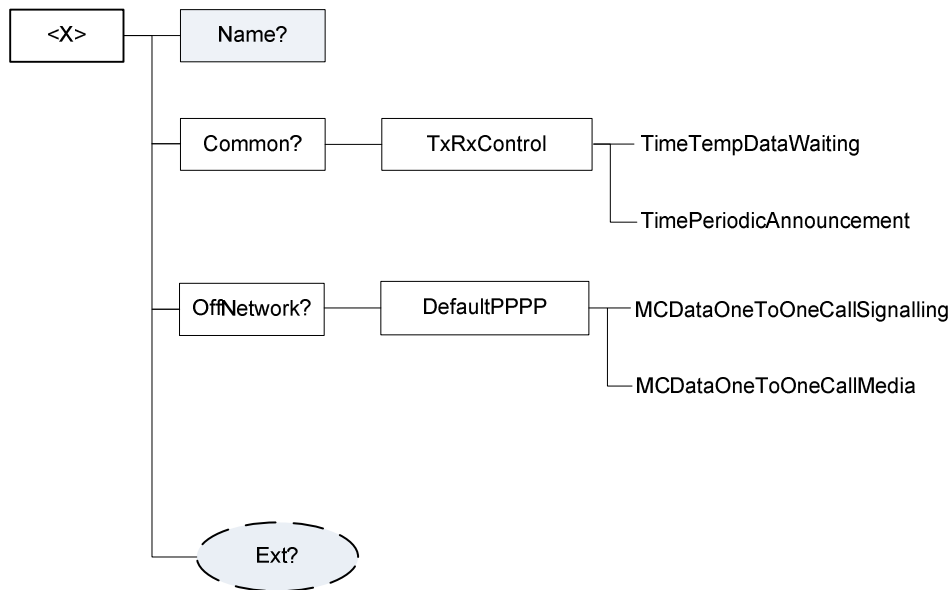 <X>
Name?
Common?
TxRxControl
TimeTempDataWaiting
TimePeriodicAnnouncement
OffNetwork?
DefaultPPPP
MCDataOneToOneCallSignalling
MCDataOneToOneCallMedia
Ext?